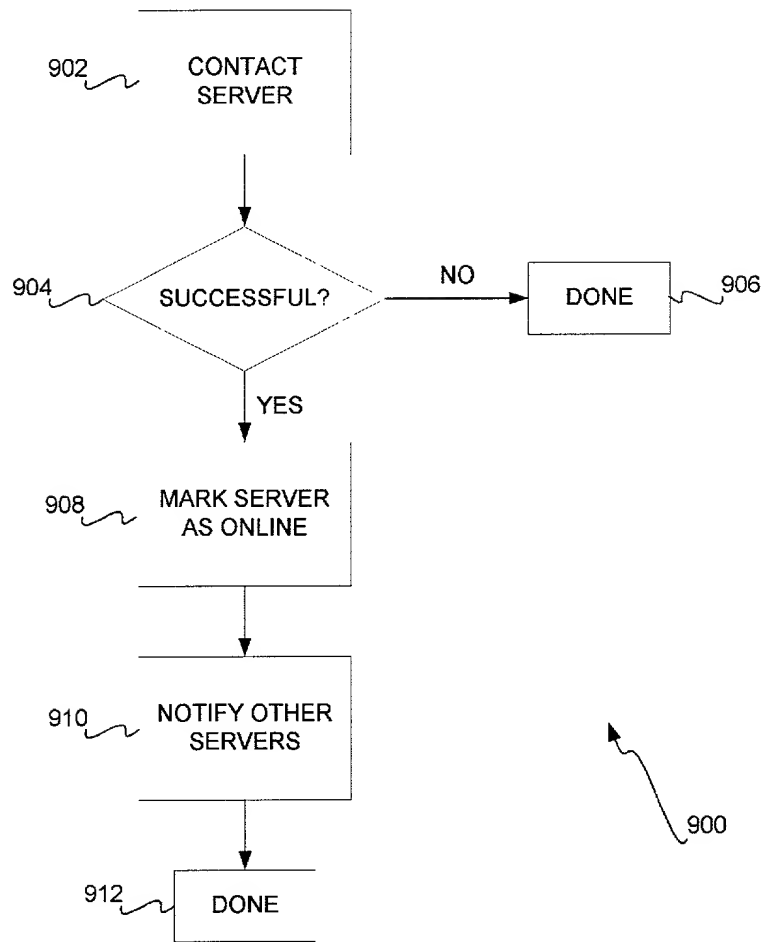 902
CONTACT
SERVER
904
SUCCESSFUL?
NO
DONE
906
YES
908
MARK SERVER
AS ONLINE
910
NOTIFY OTHER
SERVERS
900
912
DONE